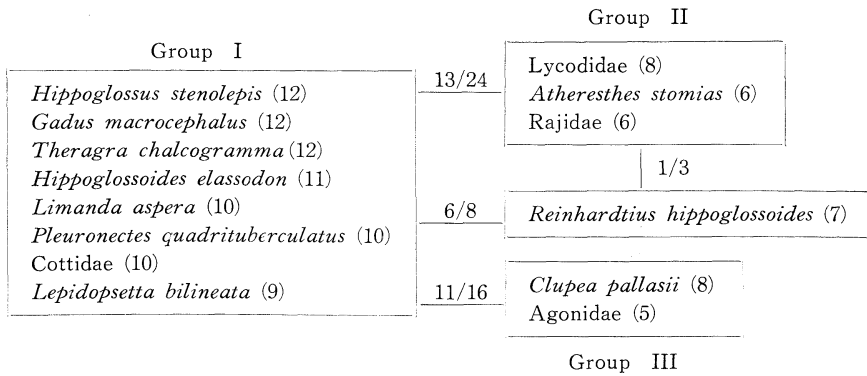 Group I
Hippoglossus stenolepis (12)
Gadus macrocephalus (12)
Theragra chalcogramma (12)
Hippoglossoides elassodon (11)
Limanda aspera (10)
Pleuronectes quadrituberculatus (10)
Cottidae (10)
Lepidopsetta bilineata (9)
13/24
6/8
11/16
Group II
Lycodidae (8)
Atheresthes stomias (6)
Rajidae (6)
1/3
Reinhardtius hippoglossoides (7)
Clupea pallasii (8)
Agonidae (5)
Group III